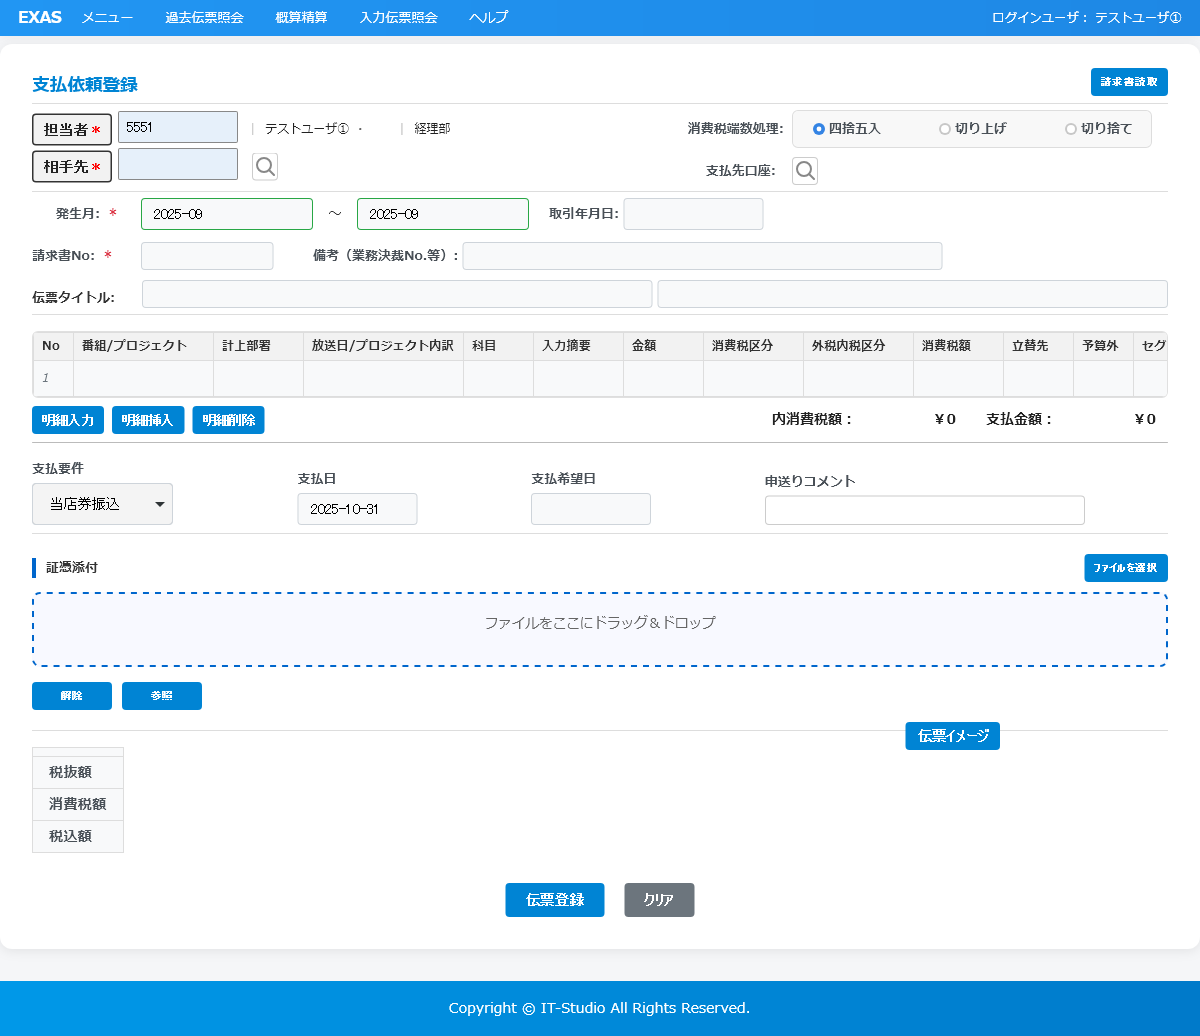 EXAS メニュー 過去伝票照会 概算精算 入力伝票照会 ヘルプ ログインユーザ： テストユーザ①
支払依頼登録 請求書読取
担当者* 5551 | テストユーザ① ・ | 経理部 消費税端数処理: 四捨五入 切り上げ 切り捨て
相手先* 支払先口座:
発生月: * 2025-09 ～ 2025-09 取引年月日:
請求書No: * 備考（業務決裁No.等）:
伝票タイトル:
No 番組/プロジェクト 計上部署 放送日/プロジェクト内訳 科目 入力摘要 金額 消費税区分 外税内税区分 消費税額 立替先 予算外 セグ
1
明細入力 明細挿入 明細削除 内消費税額： ￥0 支払金額： ￥0
支払要件 支払日 支払希望日 申送りコメント
当店券振込 2025-10-31
証憑添付 ファイルを選択
ファイルをここにドラッグ＆ドロップ
解除 参照
伝票イメージ
税抜額
消費税額
税込額
伝票登録 クリア
Copyright © IT-Studio All Rights Reserved.